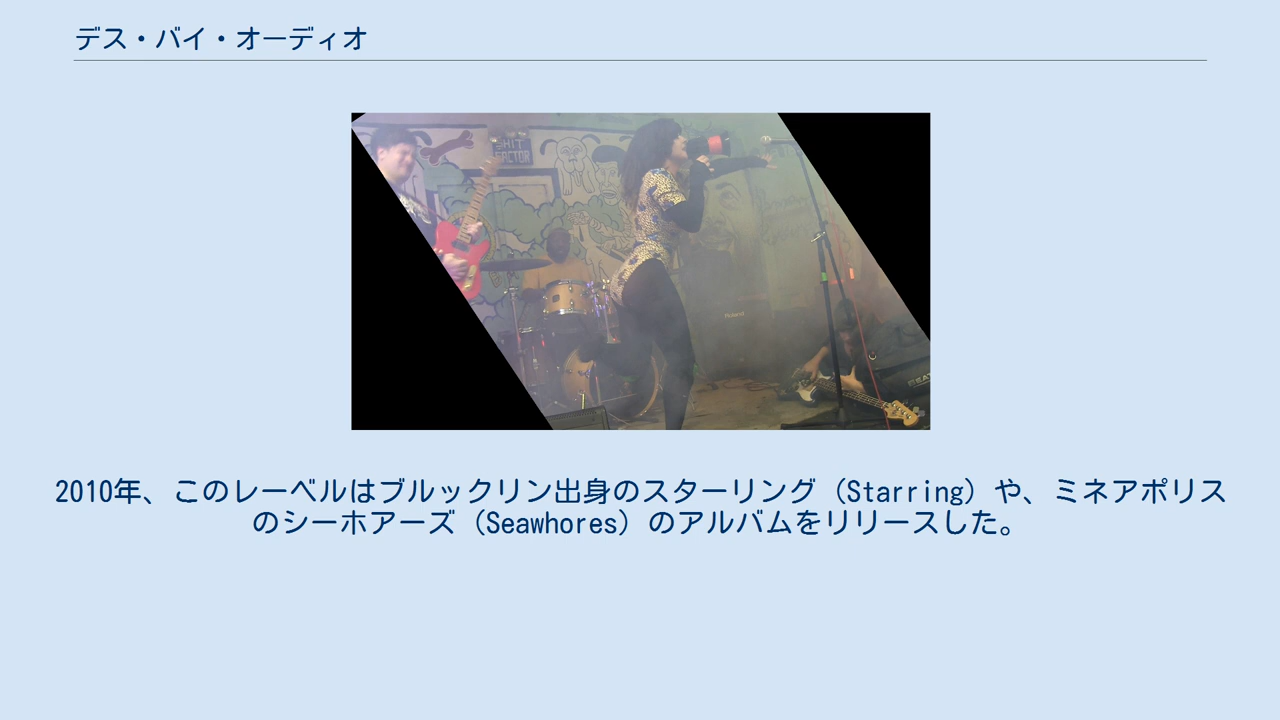 デス・バイ・オーディオ
SHIT
REACTOR
Roland
2010年、このレーベルはブルックリン出身のスターリング（Starring）や、ミネアポリス
のシーホアーズ（Seawhores）のアルバムをリリースした。